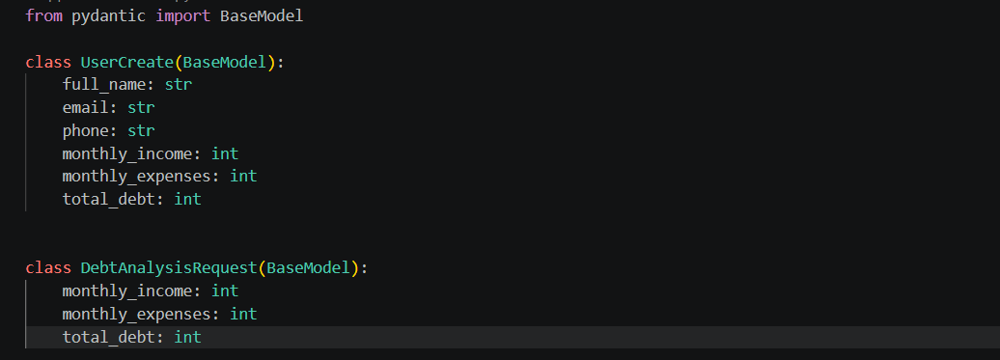 from pydantic import BaseModel
class UserCreate(BaseModel):
    full_name: str
    email: str
    phone: str
    monthly_income: int
    monthly_expenses: int
    total_debt: int
class DebtAnalysisRequest(BaseModel):
    monthly_income: int
    monthly_expenses: int
    total_debt: int